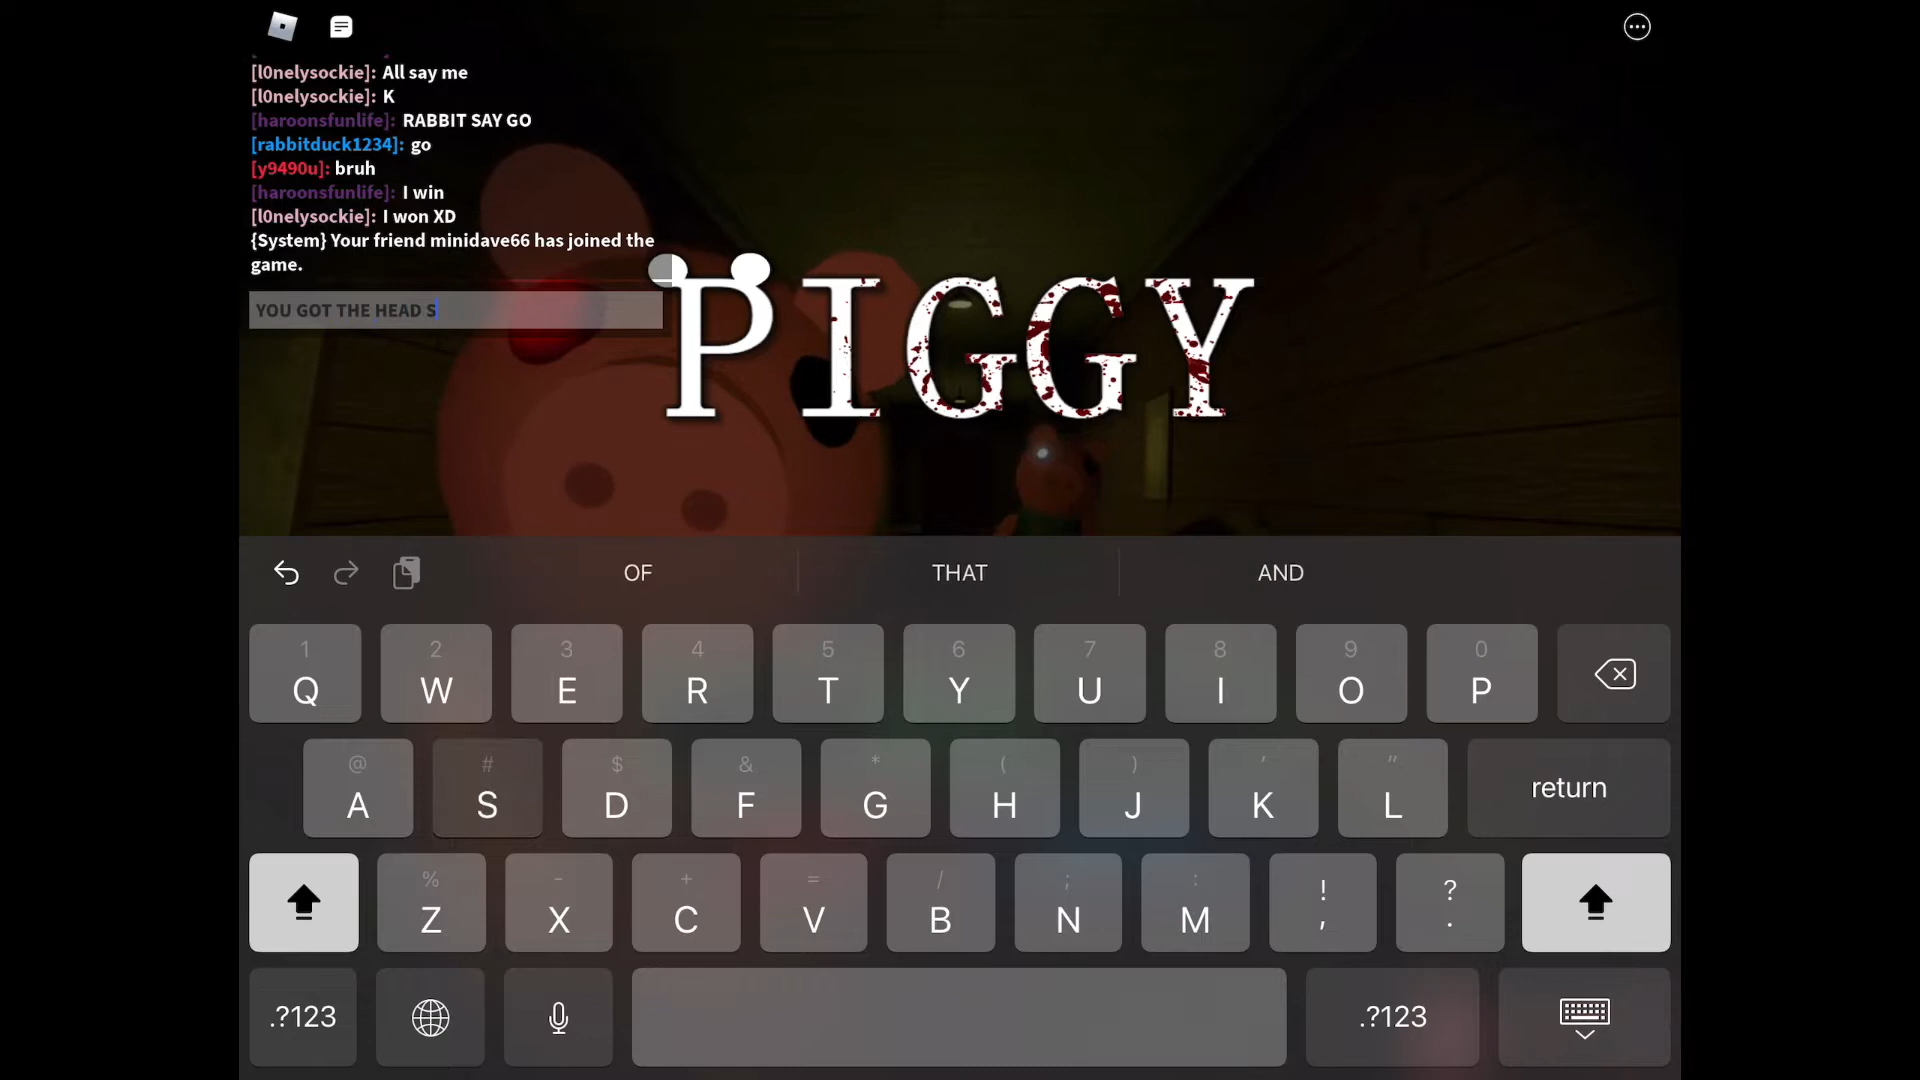 [l0nelysockie]: All say me
[l0nelysockie]: K
[haroonsfunlife]: RABBIT SAY GO
[rabbitduck1234]: go
[y9490u]: bruh
[haroonsfunlife]: I win
[l0nelysockie]: I won XD
{System} Your friend minidave66 has joined the
game.
YOU GOT THE HEAD S
PIGGY
OF THAT AND
1 2 3 4 5 6 7 8 9 0
Q W E R T Y U I O P
@ # $ & * ( ) ' "
A S D F G H J K L return
% - + = / ; : ! ?
Z X C V B N M , .
.?123 .?123